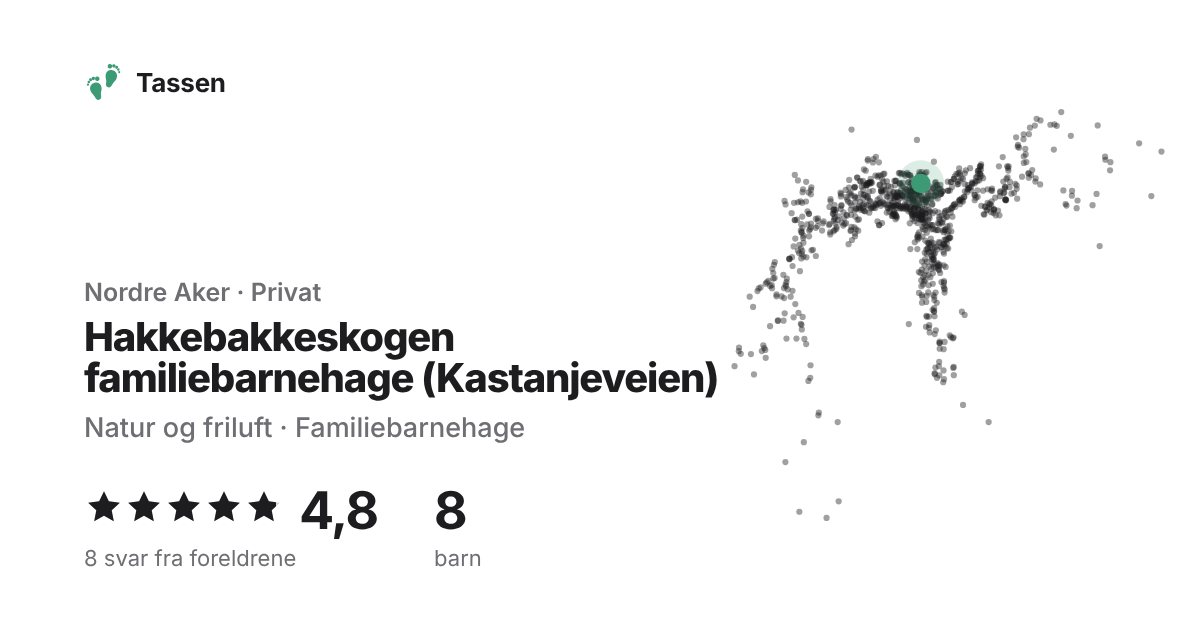 Tassen
Nordre Aker · Privat
Hakkebakkeskogen
familiebarnehage (Kastanjeveien)
Natur og friluft · Familiebarnehage
4,8
8
8 svar fra foreldrene
barn